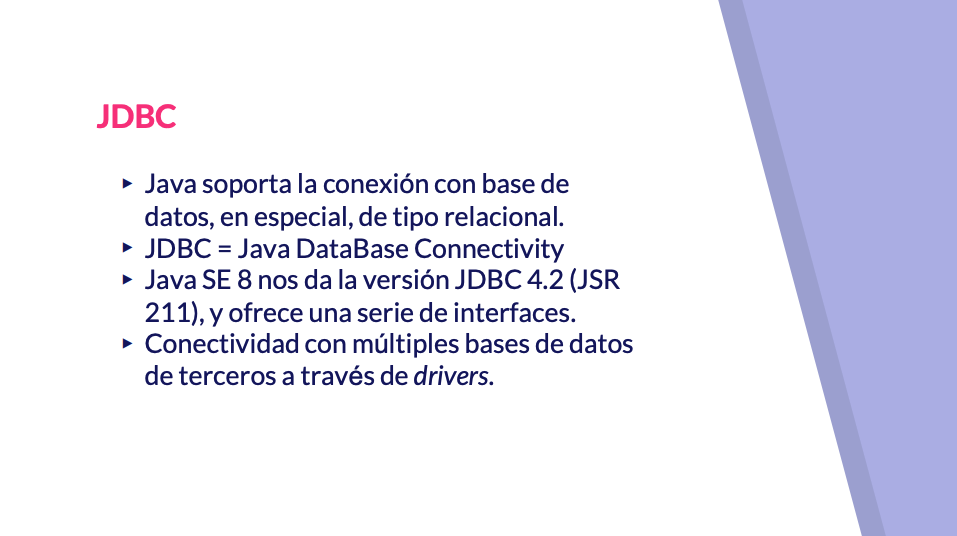 JDBC
▸ Java soporta la conexión con base de
datos, en especial, de tipo relacional.
▸ JDBC = Java DataBase Connectivity
▸ Java SE 8 nos da la versión JDBC 4.2 (JSR
211), y ofrece una serie de interfaces.
▸ Conectividad con múltiples bases de datos
de terceros a través de drivers.